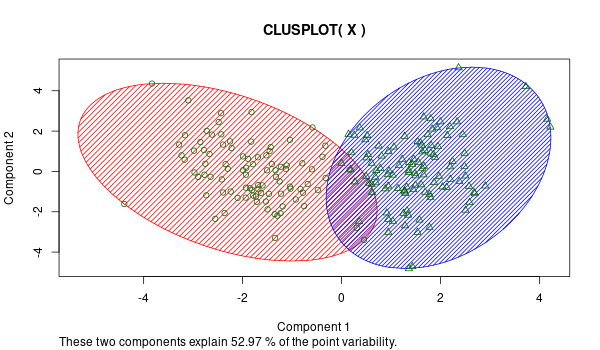 CLUSPLOT( X )
4
2
0
-2
-4
Component 2
-4
-2
0
2
4
Component 1
These two components explain 52.97 % of the point variability.